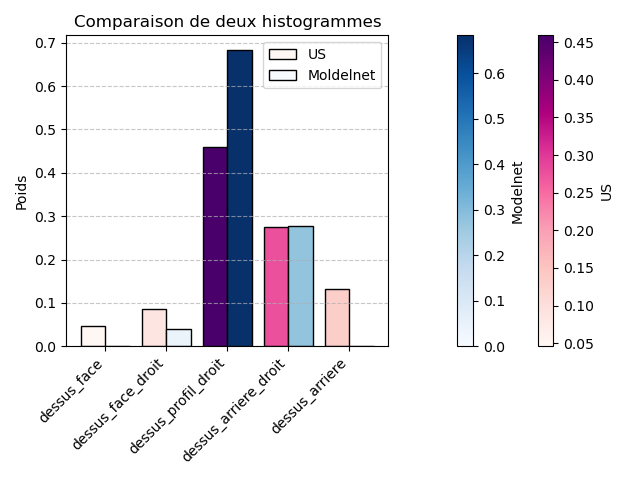 Comparaison de deux histogrammes
0.7
0.6
0.5
0.4
0.3
0.2
0.1
0.0
Poids
US
Moldelnet
dessus_face
dessus_face_droit
dessus_profil_droit
dessus_arriere_droit
dessus_arriere
0.6
0.5
0.4
0.3
0.2
0.1
0.0
Modelnet
0.45
0.40
0.35
0.30
0.25
0.20
0.15
0.10
0.05
US